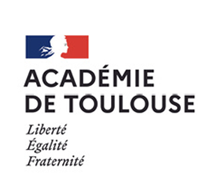 ACADÉMIE
DE TOULOUSE
Liberté
Égalité
Fraternité